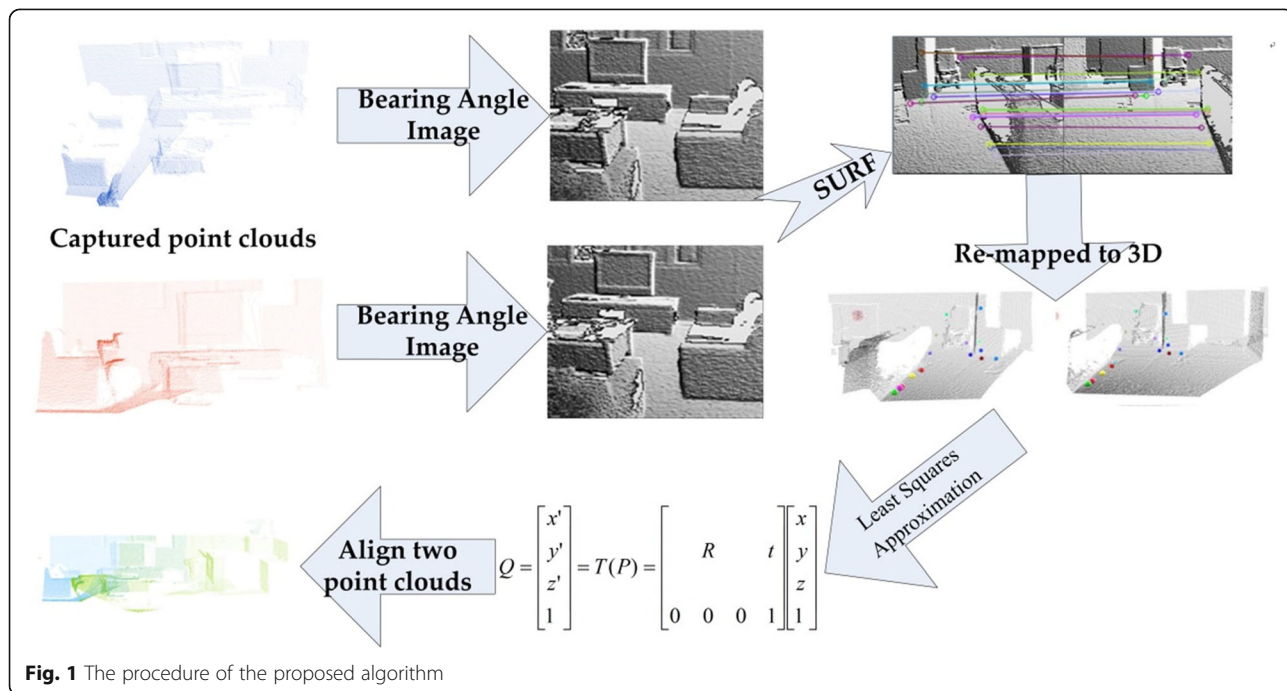 Captured point clouds
Bearing Angle
Image
Bearing Angle
Image
SURF
Re-mapped to 3D
Least Squares
Approximation
Q = [x' y' z' 1] = T(P) = [R t 0 0 0 1] [x y z 1]
Align two
point clouds
Fig. 1 The procedure of the proposed algorithm